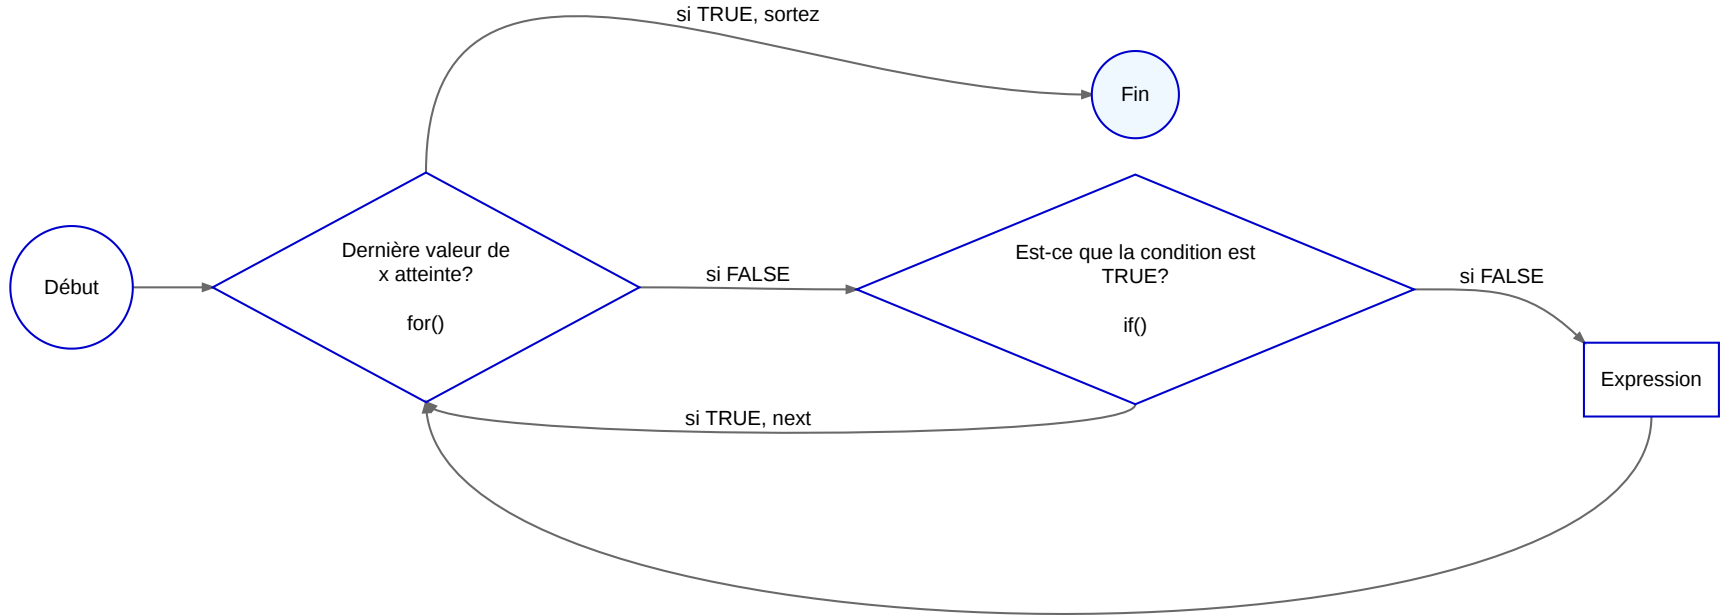 si TRUE, sortez
Fin
Début
Dernière valeur de
x atteinte?
for()
si FALSE
Est-ce que la condition est
TRUE?
if()
si FALSE
Expression
si TRUE, next